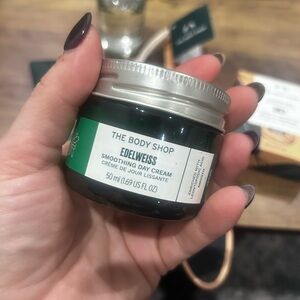 THE BODY SHOP
EDELWEISS
SMOOTHING DAY CREAM
CRÈME DE JOUR LISSANTE
50 ml (1.69 US FL.OZ)